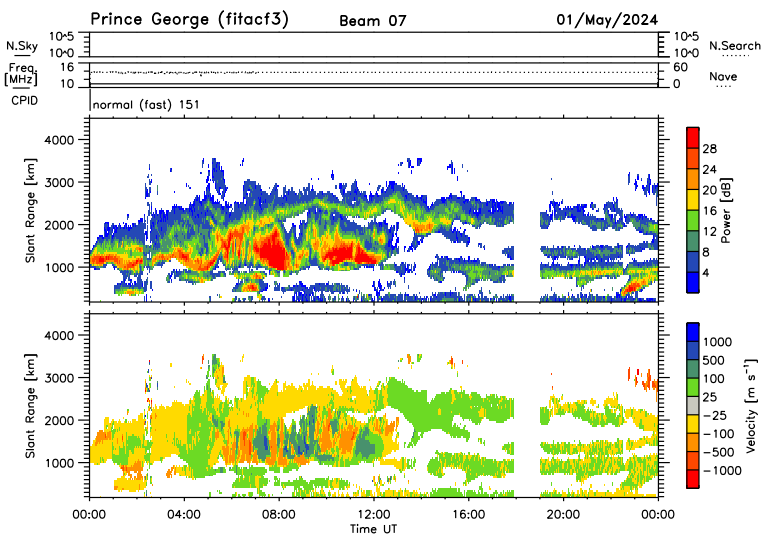 Prince George (fitacf3) Beam 07 01/May/2024
N.Sky 10^5 10^5 N.Search
10^0 10^0
Freq. 16 60 Nave
[MHz] 10 0
CPID normal (fast) 151
Slant Range [km]
4000
3000
2000
1000
28
24
20
16
12
8
4
Power [dB]
Slant Range [km]
4000
3000
2000
1000
1000
500
100
25
-25
-100
-500
-1000
Velocity [m s⁻¹]
00:00 04:00 08:00 12:00 16:00 20:00 00:00
Time UT